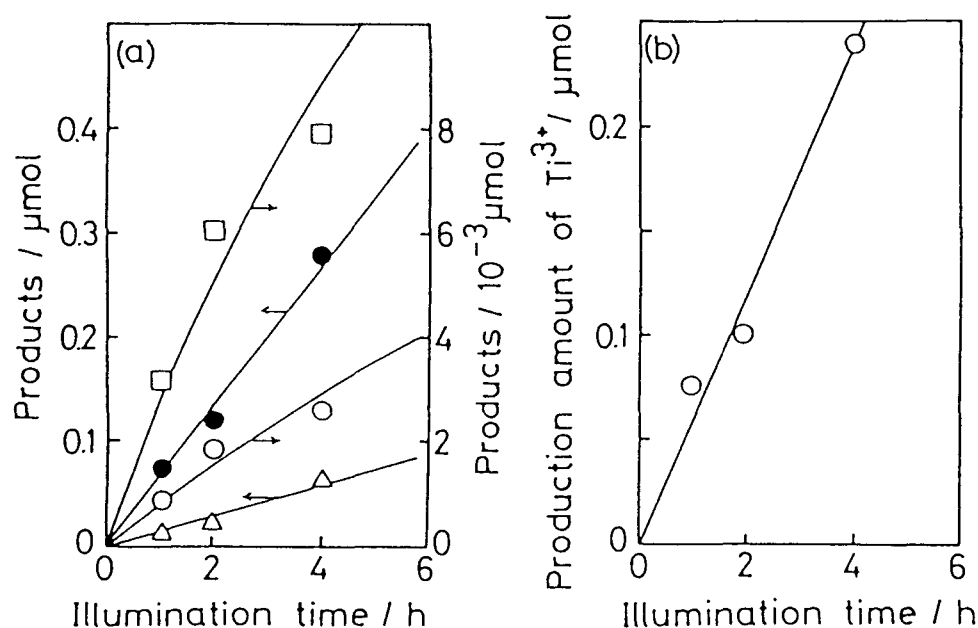 (a)
Products / μmol
0.4
0.3
0.2
0.1
0
8
6
4
2
0
Products / 10⁻³ μmol
0 2 4 6
Illumination time / h
(b)
Production amount of Ti³⁺/ μmol
0.2
0.1
0
0 2 4 6
Illumination time / h